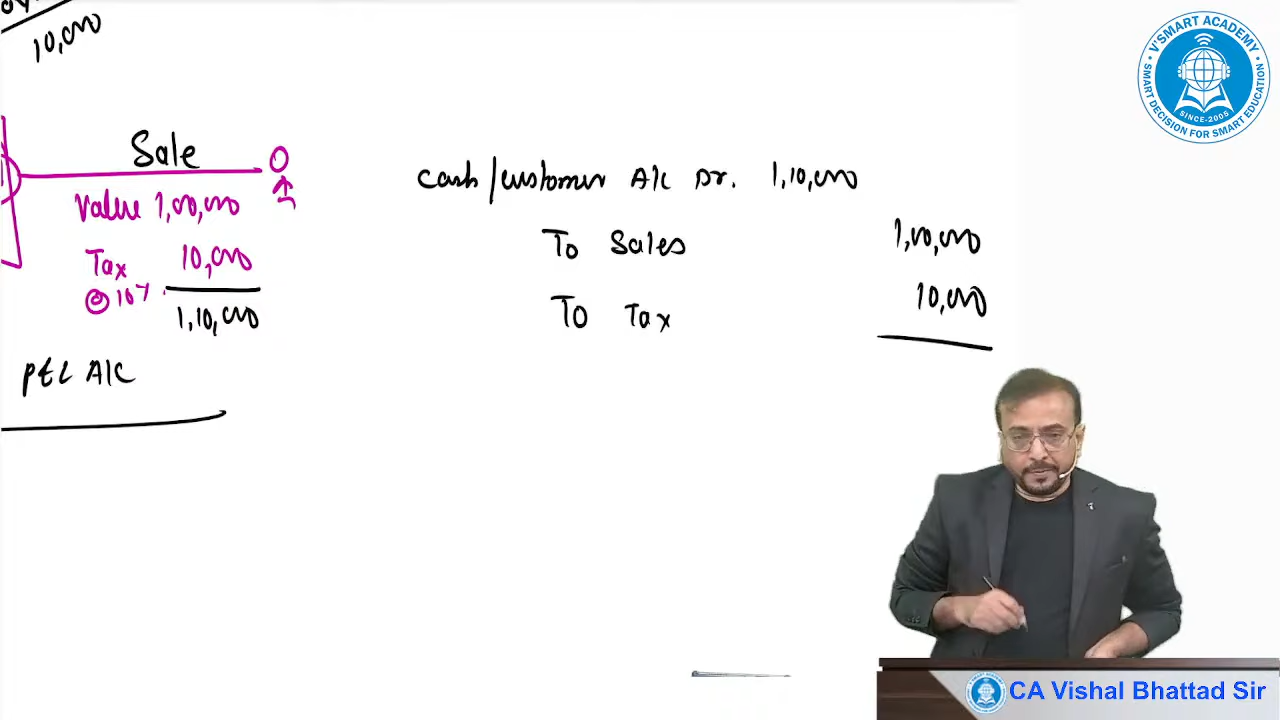 10,000
Sale
Value 1,00,000
Tax 10,000
@ 10%
1,10,000
P&L A/c
Cash/customer A/c Dr. 1,10,000
To Sales 1,00,000
To Tax 10,000
V'SMART ACADEMY
SMART DECISION FOR SMART EDUCATION
SINCE-2005
CA Vishal Bhattad Sir